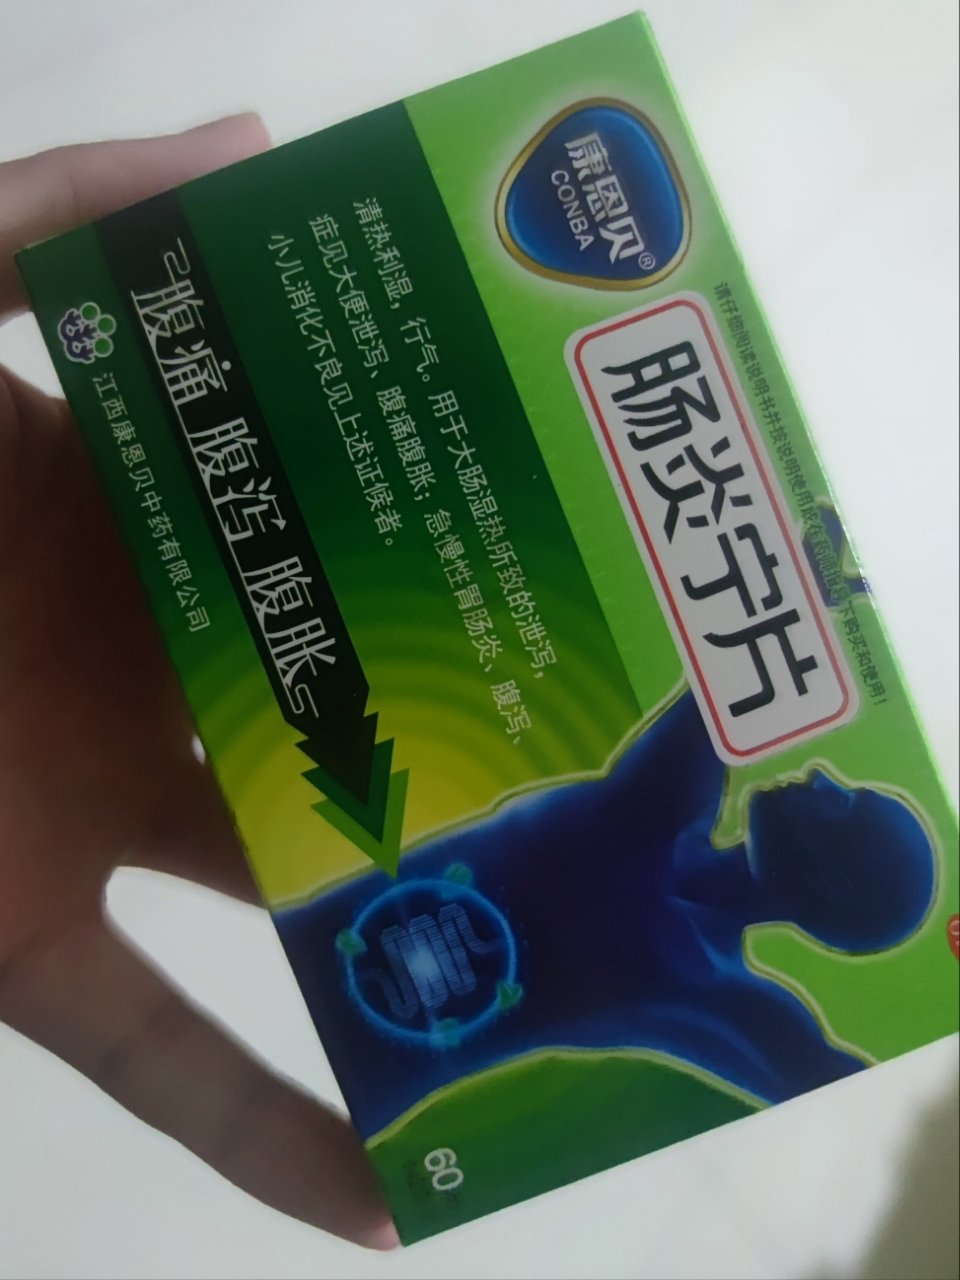 康恩贝®
CONBA
请仔细阅读说明书并按说明使用或在药师指导下购买和使用！
肠炎宁片
清热利湿，行气。用于大肠湿热所致的泄泻，
症见大便泄泻、腹痛腹胀；急慢性胃肠炎、腹泻、
小儿消化不良见上述证候者。
「腹痛 腹泻 腹胀」
江西康恩贝中药有限公司
60